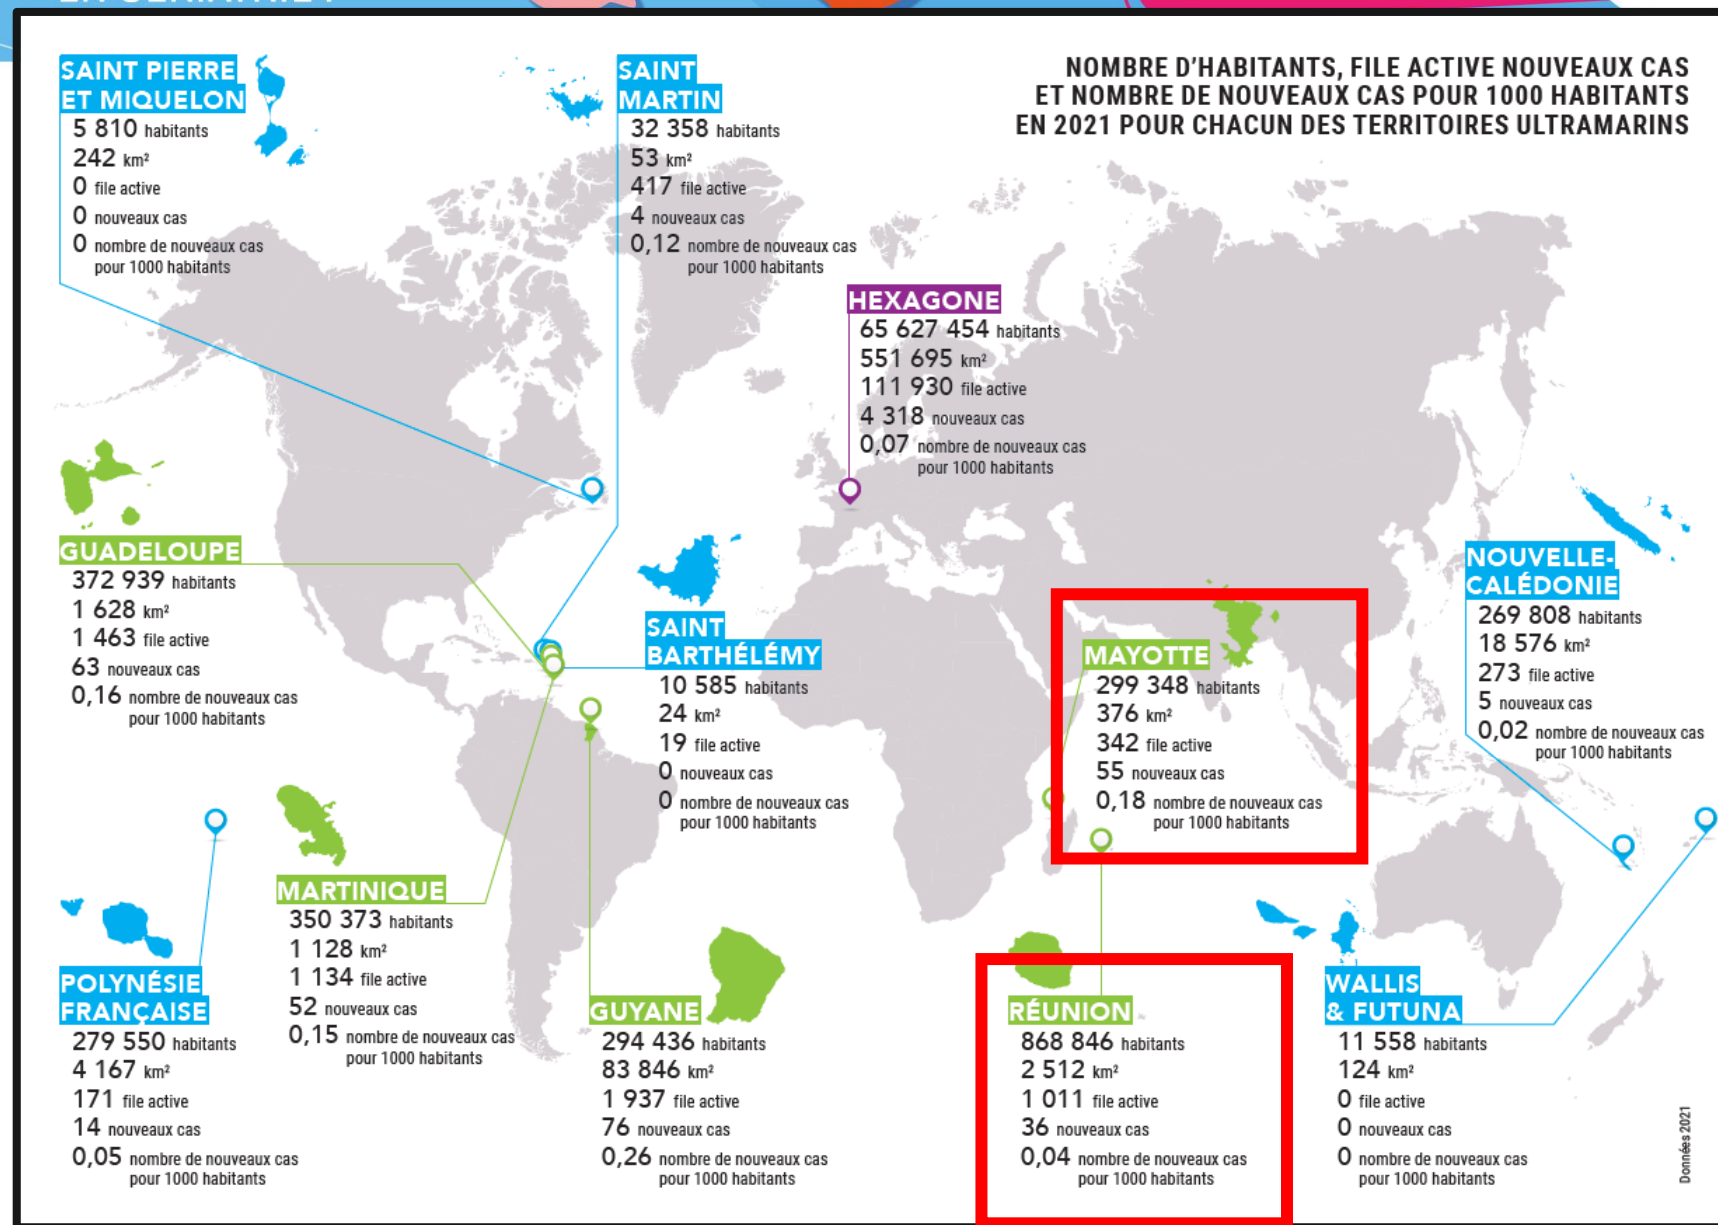 NOMBRE D'HABITANTS, FILE ACTIVE NOUVEAUX CAS
ET NOMBRE DE NOUVEAUX CAS POUR 1000 HABITANTS
EN 2021 POUR CHACUN DES TERRITOIRES ULTRAMARINS
SAINT PIERRE
ET MIQUELON
5 810 habitants
242 km²
0 file active
0 nouveaux cas
0 nombre de nouveaux cas
pour 1000 habitants
SAINT
MARTIN
32 358 habitants
53 km²
417 file active
4 nouveaux cas
0,12 nombre de nouveaux cas
pour 1000 habitants
HEXAGONE
65 627 454 habitants
551 695 km²
111 930 file active
4 318 nouveaux cas
0,07 nombre de nouveaux cas
pour 1000 habitants
GUADELOUPE
372 939 habitants
1 628 km²
1 463 file active
63 nouveaux cas
0,16 nombre de nouveaux cas
pour 1000 habitants
SAINT
BARTHÉLÉMY
10 585 habitants
24 km²
19 file active
0 nouveaux cas
0 nombre de nouveaux cas
pour 1000 habitants
MAYOTTE
299 348 habitants
376 km²
342 file active
55 nouveaux cas
0,18 nombre de nouveaux cas
pour 1000 habitants
NOUVELLE-
CALÉDONIE
269 808 habitants
18 576 km²
273 file active
5 nouveaux cas
0,02 nombre de nouveaux cas
pour 1000 habitants
MARTINIQUE
350 373 habitants
1 128 km²
1 134 file active
52 nouveaux cas
0,15 nombre de nouveaux cas
pour 1000 habitants
POLYNÉSIE
FRANÇAISE
279 550 habitants
4 167 km²
171 file active
14 nouveaux cas
0,05 nombre de nouveaux cas
pour 1000 habitants
GUYANE
294 436 habitants
83 846 km²
1 937 file active
76 nouveaux cas
0,26 nombre de nouveaux cas
pour 1000 habitants
RÉUNION
868 846 habitants
2 512 km²
1 011 file active
36 nouveaux cas
0,04 nombre de nouveaux cas
pour 1000 habitants
WALLIS
& FUTUNA
11 558 habitants
124 km²
0 file active
0 nouveaux cas
0 nombre de nouveaux cas
pour 1000 habitants
Données 2021